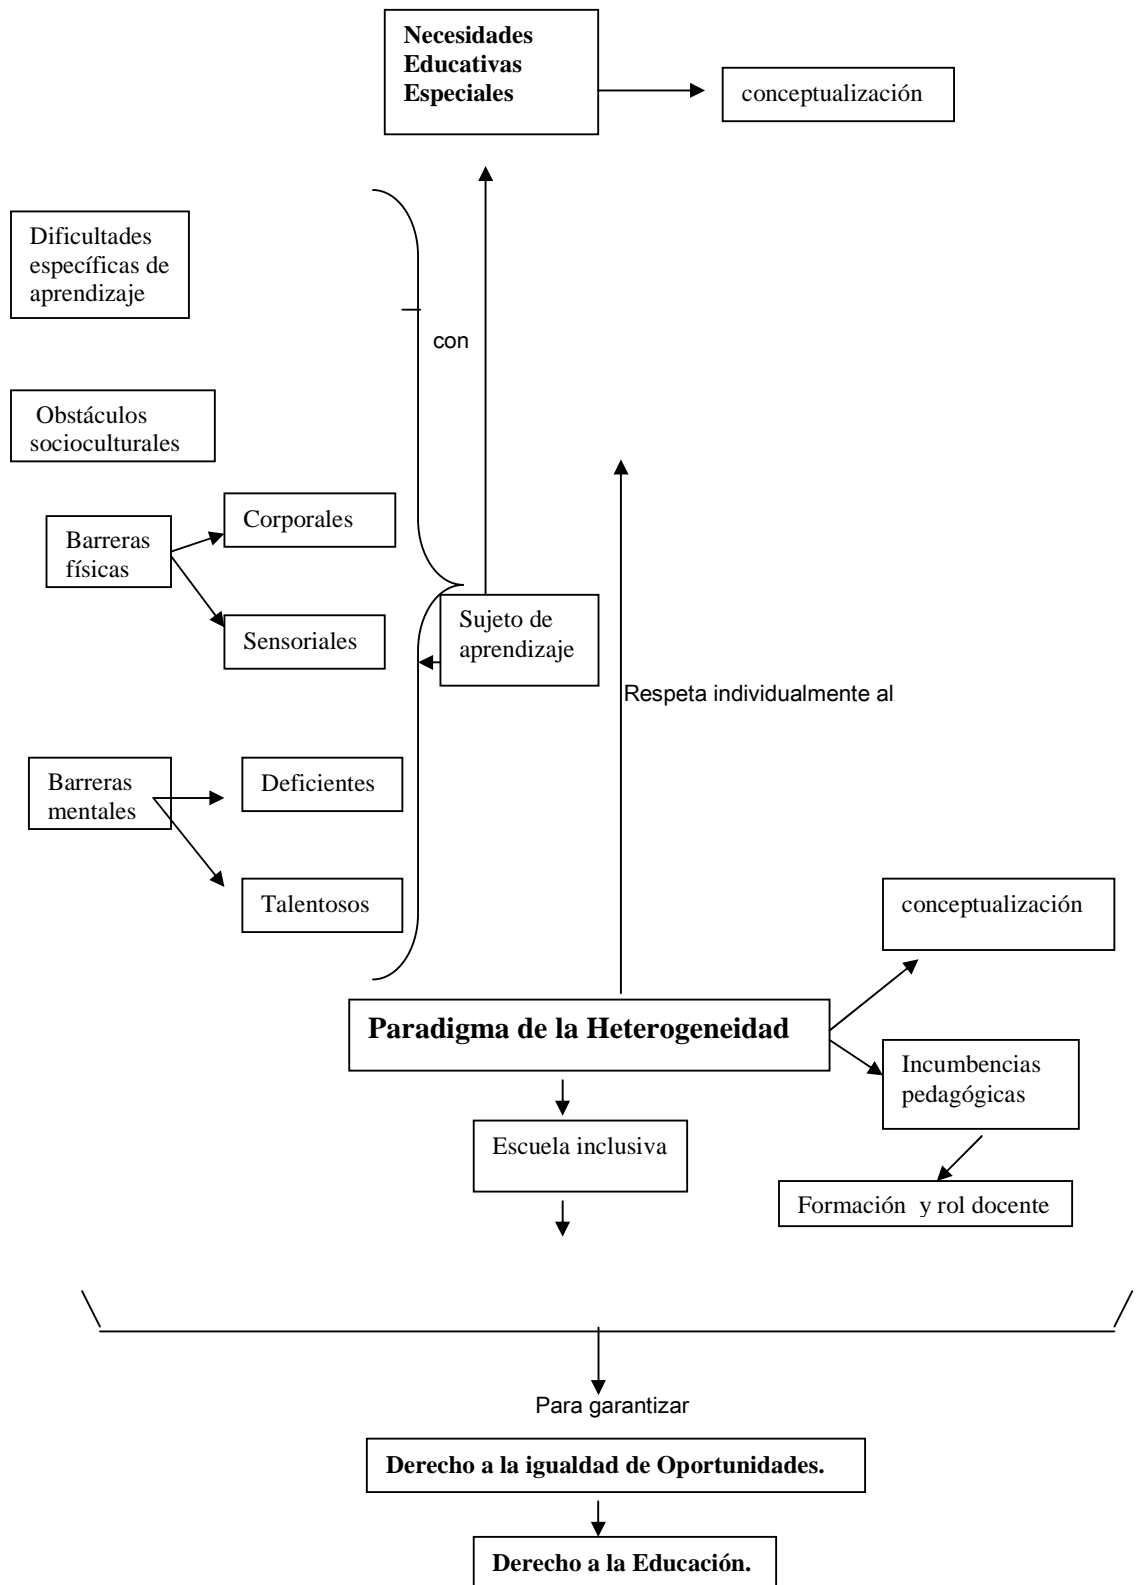 Necesidades
Educativas
Especiales
conceptualización
Dificultades
específicas de
aprendizaje
con
Obstáculos
socioculturales
Corporales
Barreras
físicas
Sensoriales
Sujeto de
aprendizaje
Respeta individualmente al
Barreras
mentales
Deficientes
Talentosos
conceptualización
Paradigma de la Heterogeneidad
Incumbencias
pedagógicas
Escuela inclusiva
Formación y rol docente
Para garantizar
Derecho a la igualdad de Oportunidades.
Derecho a la Educación.